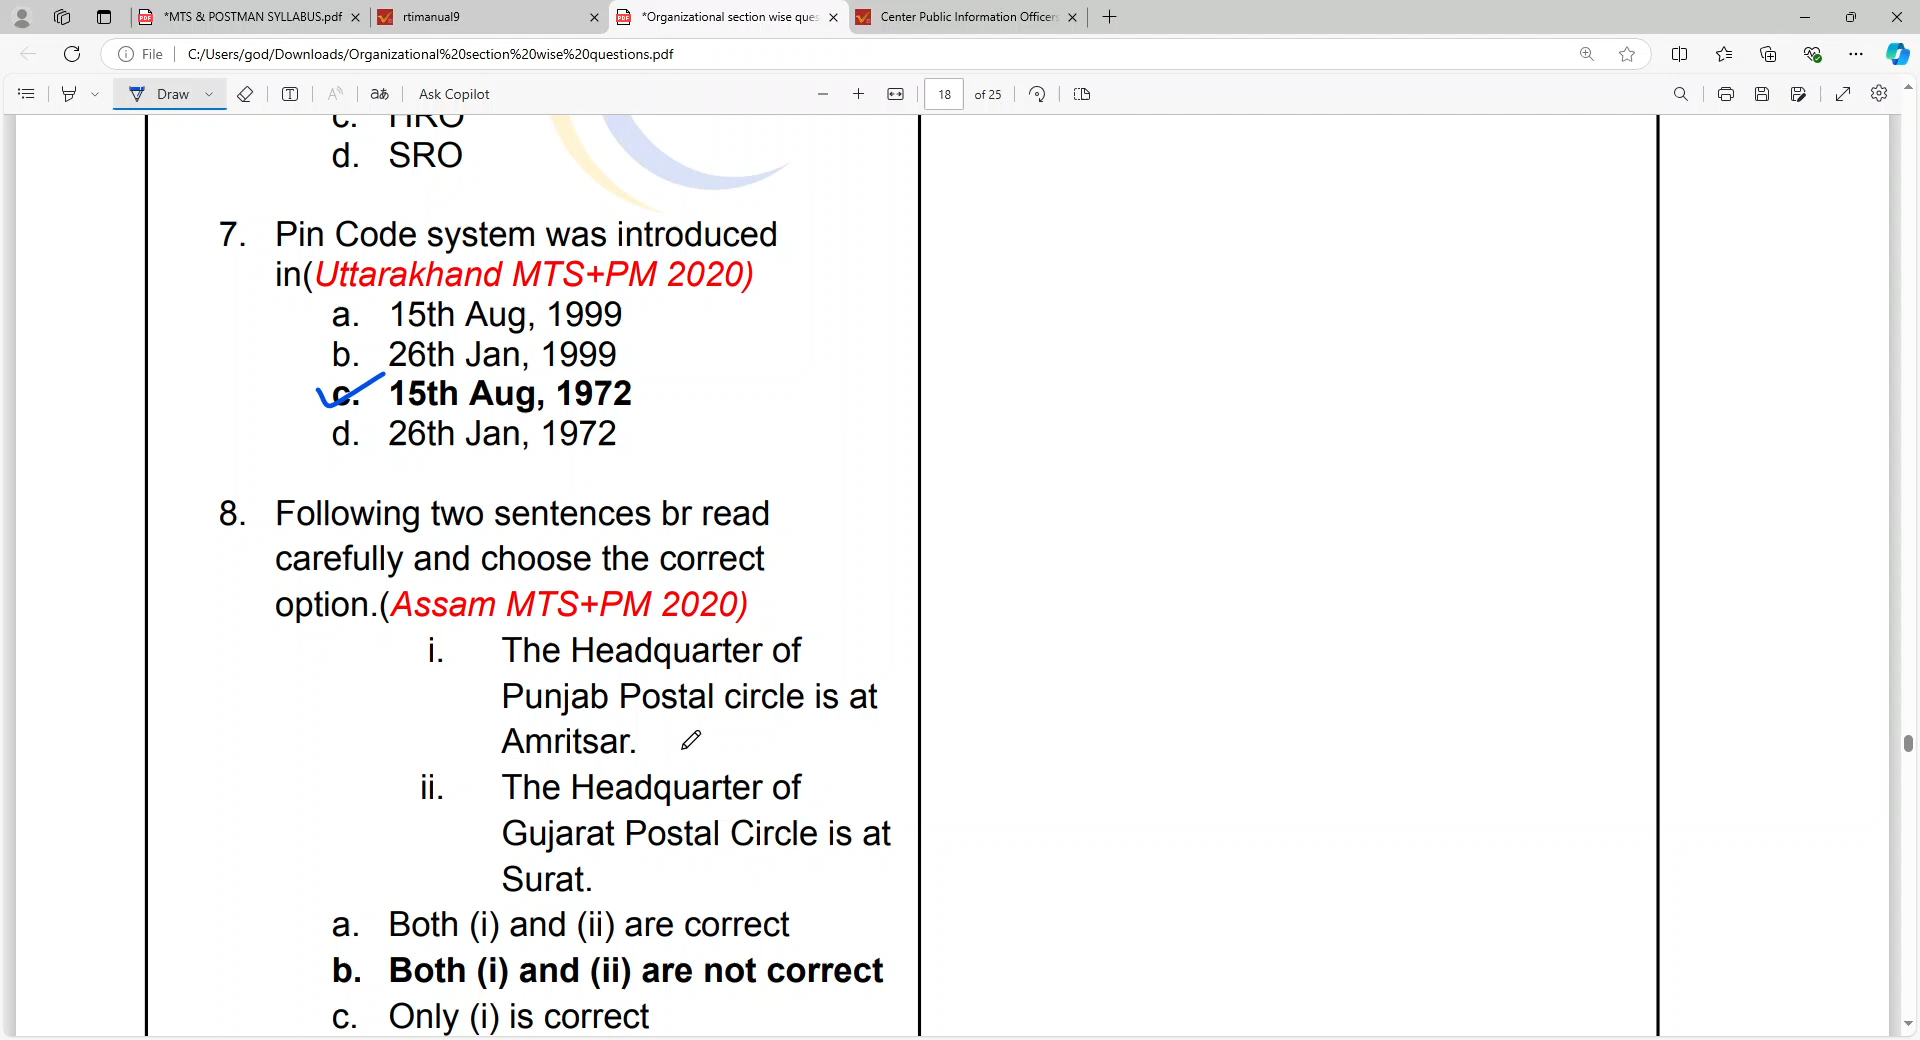 *MTS & POSTMAN SYLLABUS.pdf
rtimanual9
*Organizational section wise ques
Center Public Information Officers
File
C:/Users/god/Downloads/Organizational%20section%20wise%20questions.pdf
Draw
Ask Copilot
18 of 25
c. HRO
d. SRO
7. Pin Code system was introduced
in(Uttarakhand MTS+PM 2020)
a. 15th Aug, 1999
b. 26th Jan, 1999
c. 15th Aug, 1972
d. 26th Jan, 1972
8. Following two sentences br read
carefully and choose the correct
option.(Assam MTS+PM 2020)
i. The Headquarter of
Punjab Postal circle is at
Amritsar.
ii. The Headquarter of
Gujarat Postal Circle is at
Surat.
a. Both (i) and (ii) are correct
b. Both (i) and (ii) are not correct
c. Only (i) is correct